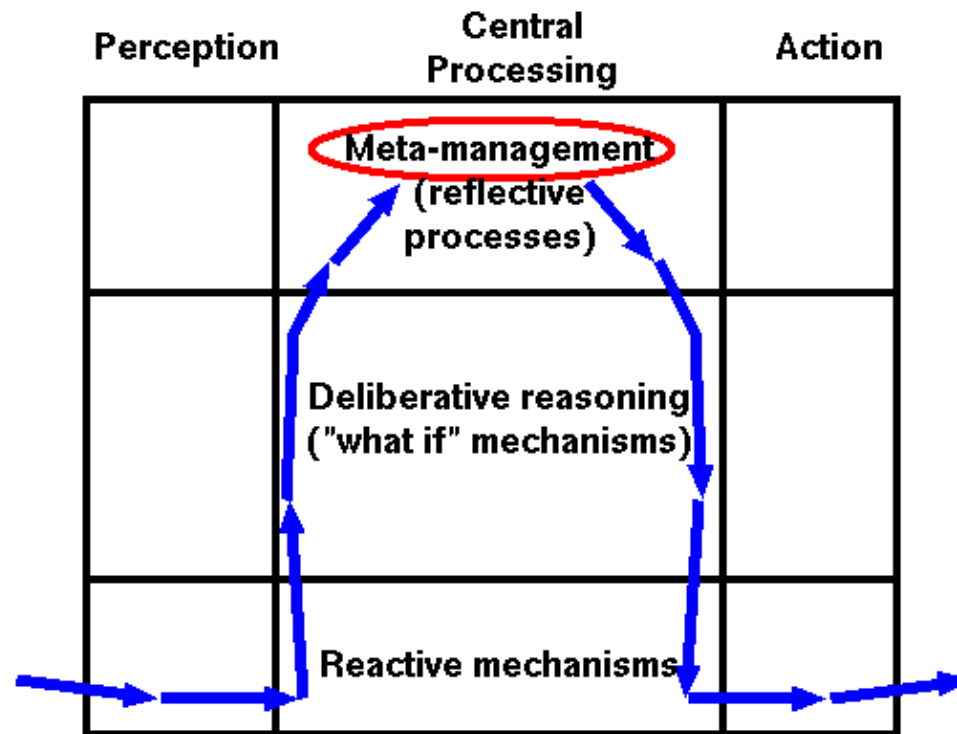 Perception
Central
Processing
Action
Meta-management
(reflective
processes)
Deliberative reasoning
("what if" mechanisms)
Reactive mechanisms